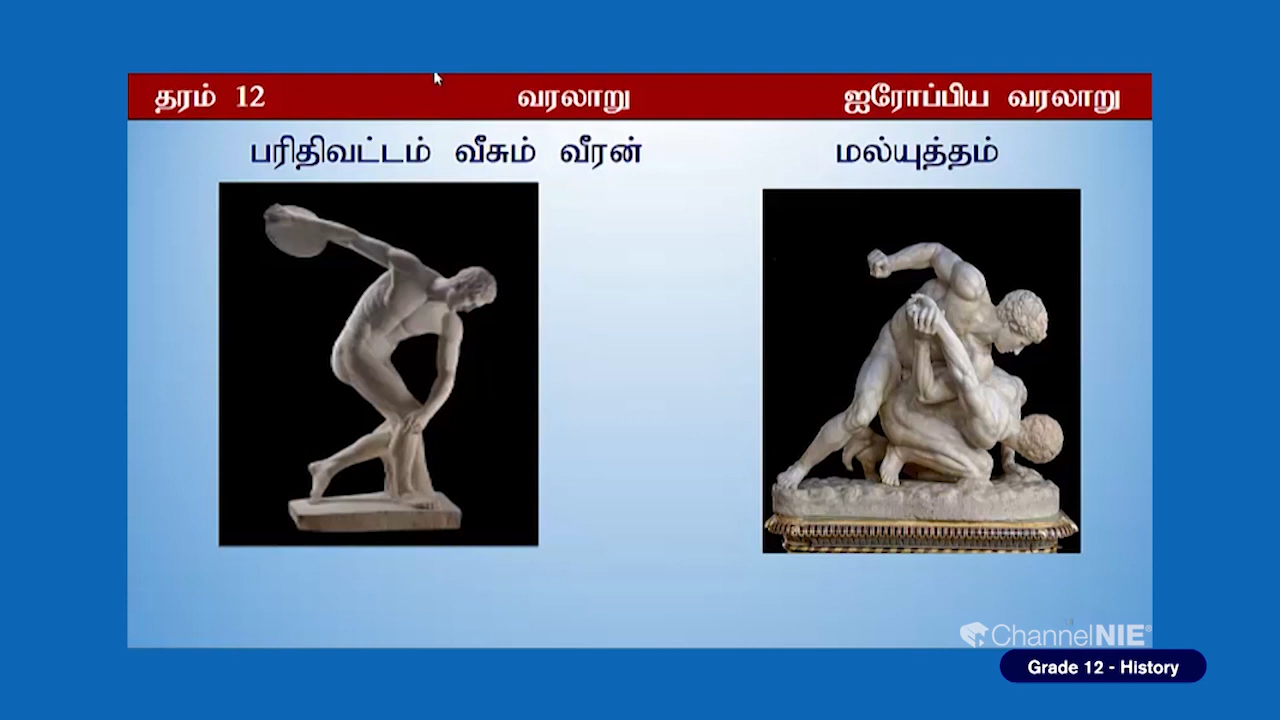 தரம் 12 வரலாறு ஐரோப்பிய வரலாறு
பரிதிவட்டம் வீசும் வீரன் மல்யுத்தம்
ChannelNIE
Grade 12 - History